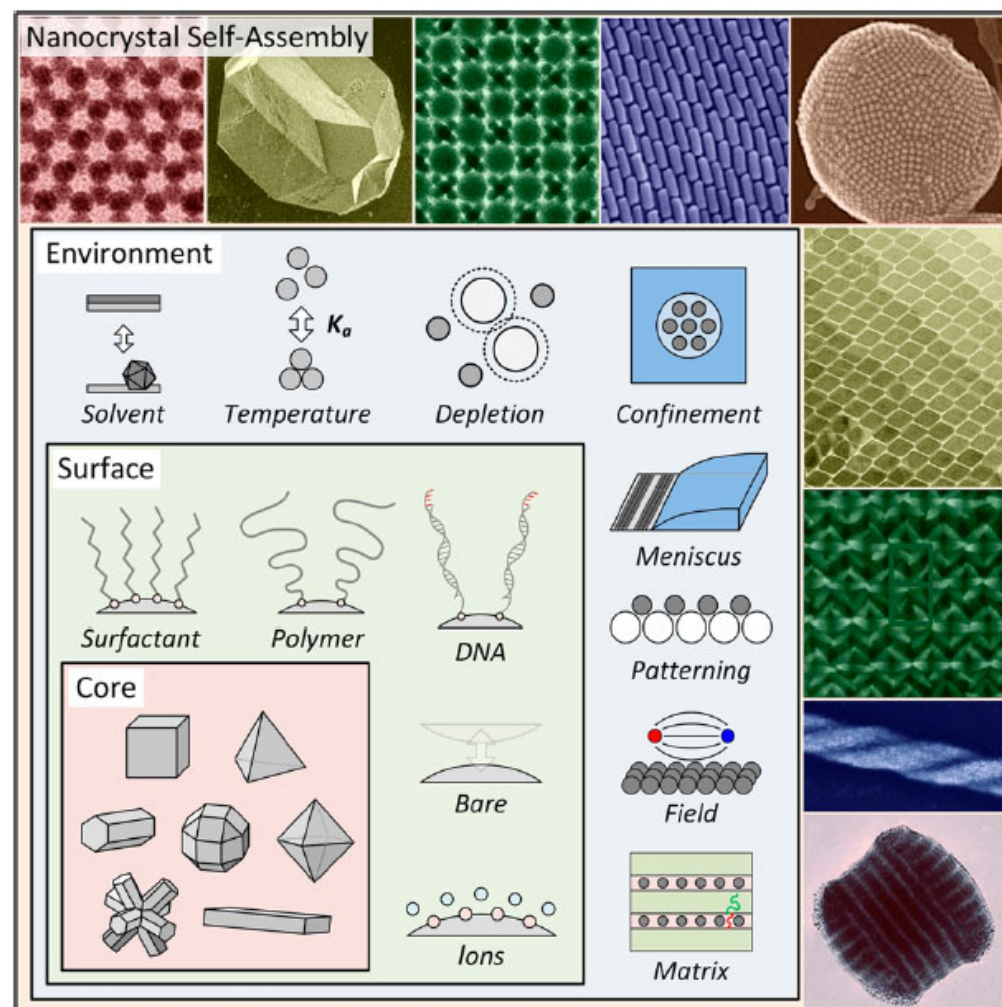 Nanocrystal Self-Assembly
Environment
K a
Solvent
Temperature
Depletion
Confinement
Surface
Meniscus
Surfactant
Polymer
DNA
Patterning
Core
Bare
Field
Ions
Matrix